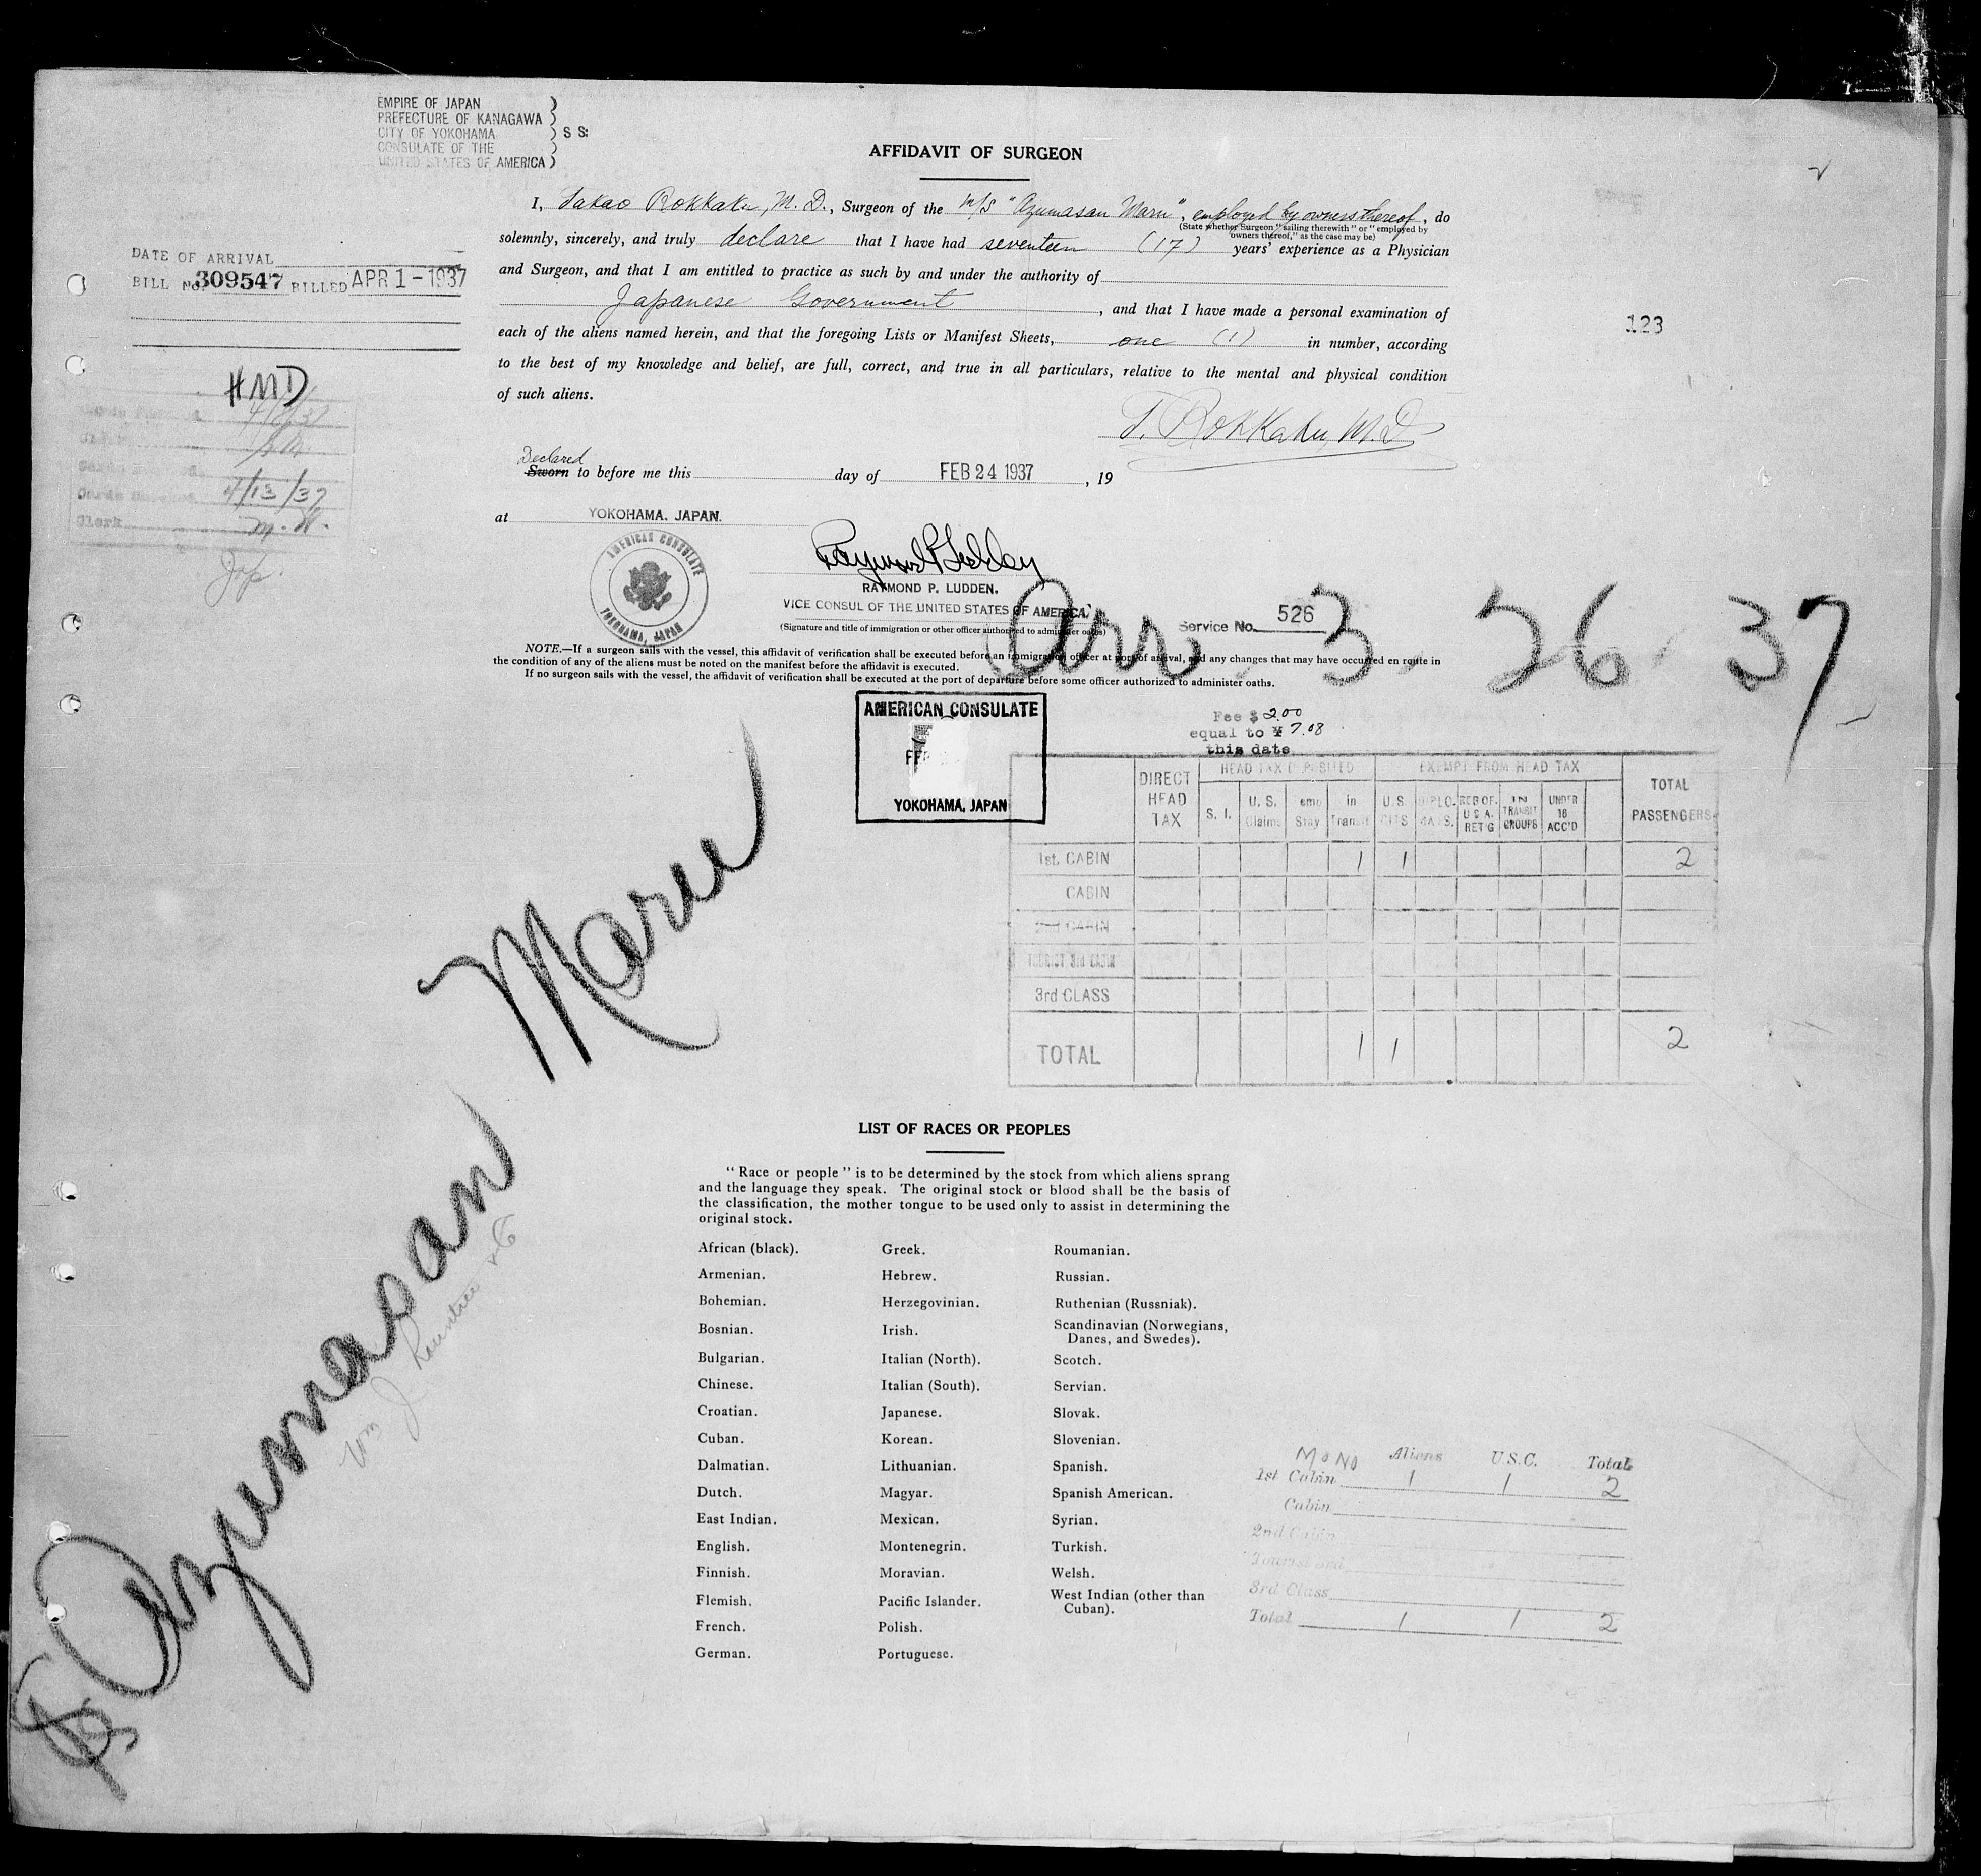 EMPIRE OF JAPAN )
PREFECTURE OF KANAGAWA )
CITY OF YOKOHAMA ) S S:
CONSULATE OF THE )
UNITED STATES OF AMERICA )
AFFIDAVIT OF SURGEON
I, Takao Rokkaku, M. D., Surgeon of the M/S "Azumasan Maru", employed by owners thereof, do
(State whether Surgeon "sailing therewith" or "employed by
owners thereof," as the case may be)
solemnly, sincerely, and truly declare that I have had seventeen (17) years' experience as a Physician
and Surgeon, and that I am entitled to practice as such by and under the authority of
Japanese Government, and that I have made a personal examination of
each of the aliens named herein, and that the foregoing Lists or Manifest Sheets, one (1) in number, according
to the best of my knowledge and belief, are full, correct, and true in all particulars, relative to the mental and physical condition
of such aliens.
T. Rokkaku, M.D.
DATE OF ARRIVAL
BILL No. 309547 BILLED APR 1 - 1937
123
HMD
4/13/37
Clerk M. W.
Jap.
Declared
Sworn to before me this day of FEB 24 1937, 19
at YOKOHAMA, JAPAN.
AMERICAN CONSULATE
YOKOHAMA, JAPAN
Raymond P. Ludden
RAYMOND P. LUDDEN.
VICE CONSUL OF THE UNITED STATES OF AMERICA.
(Signature and title of immigration or other officer authorized to administer oaths)
Service No. 526
Arr 3 26 37
NOTE.—If a surgeon sails with the vessel, this affidavit of verification shall be executed before an immigration officer at port of arrival, and any changes that may have occurred en route in
the condition of any of the aliens must be noted on the manifest before the affidavit is executed.
If no surgeon sails with the vessel, the affidavit of verification shall be executed at the port of departure before some officer authorized to administer oaths.
AMERICAN CONSULATE
YOKOHAMA, JAPAN
Fee $ 2.00
equal to ¥ 7.08
this date
DIRECT HEAD TAX HEAD TAX DEPOSITED EXEMPT FROM HEAD TAX TOTAL PASSENGERS
S. I. U. S. Claims Stay in Transit U.S. CITS DIPLOMATS. RES OF U S A. RET'G IN TRANSIT GROUPS UNDER 16 ACC'D
1st. CABIN 1 1 2
CABIN
2nd CABIN
TOURIST 3rd CABIN
3rd CLASS
TOTAL 1 1 2
SS Azumasan Maru
Wm J Rountree & Co
LIST OF RACES OR PEOPLES
"Race or people" is to be determined by the stock from which aliens sprang
and the language they speak. The original stock or blood shall be the basis of
the classification, the mother tongue to be used only to assist in determining the
original stock.
African (black). Greek. Roumanian.
Armenian. Hebrew. Russian.
Bohemian. Herzegovinian. Ruthenian (Russniak).
Bosnian. Irish. Scandinavian (Norwegians,
Danes, and Swedes).
Bulgarian. Italian (North). Scotch.
Chinese. Italian (South). Servian.
Croatian. Japanese. Slovak.
Cuban. Korean. Slovenian.
Dalmatian. Lithuanian. Spanish.
Dutch. Magyar. Spanish American.
East Indian. Mexican. Syrian.
English. Montenegrin. Turkish.
Finnish. Moravian. Welsh.
Flemish. Pacific Islander. West Indian (other than
Cuban).
French. Polish.
German. Portuguese.
MONO Aliens U.S.C. Total
1st Cabin 1 1 2
Cabin
2nd Cabin
Tourist 3rd
3rd Class
Total 1 1 2